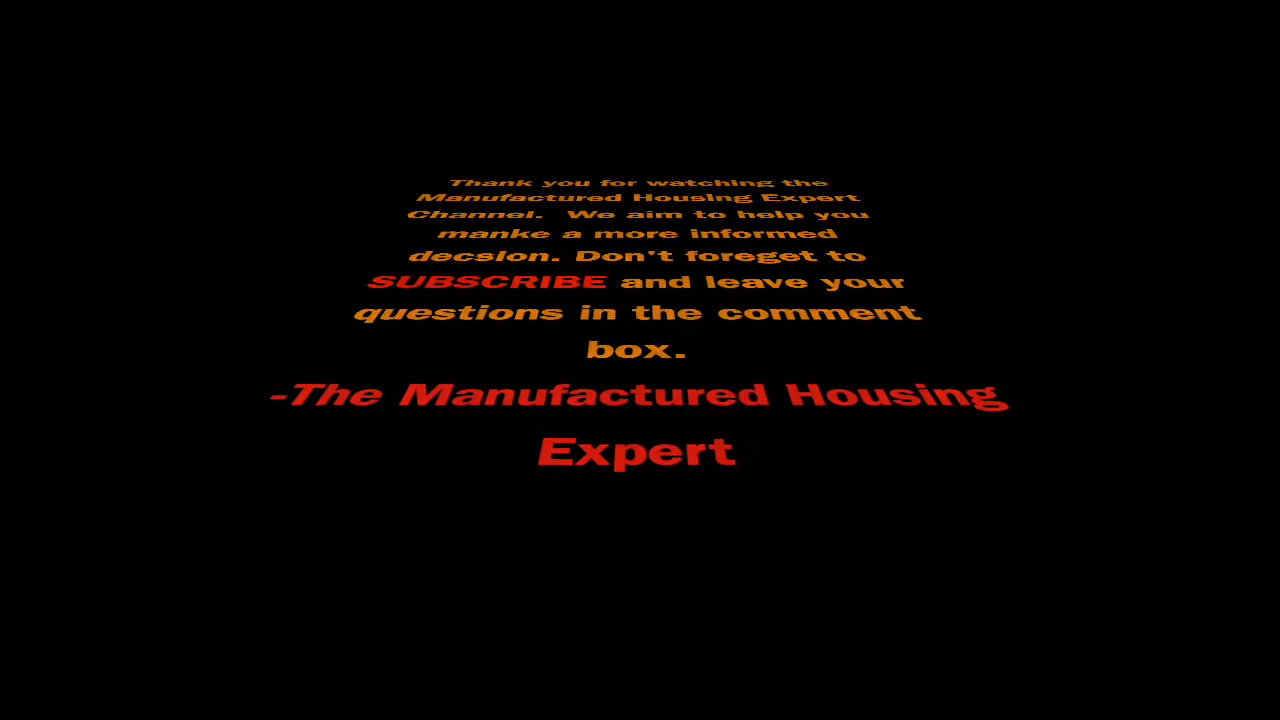 Thank you for watching the
Manufactured Housing Expert
Channel. We aim to help you
manke a more informed
decsion. Don't foreget to
SUBSCRIBE and leave your
questions in the comment
box.
-The Manufactured Housing
Expert